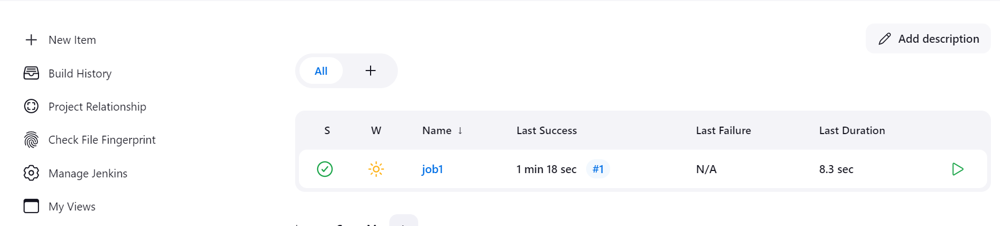 New Item
Build History
Project Relationship
Check File Fingerprint
Manage Jenkins
My Views
Add description
All
S W Name ↓ Last Success Last Failure Last Duration
job1 1 min 18 sec #1 N/A 8.3 sec